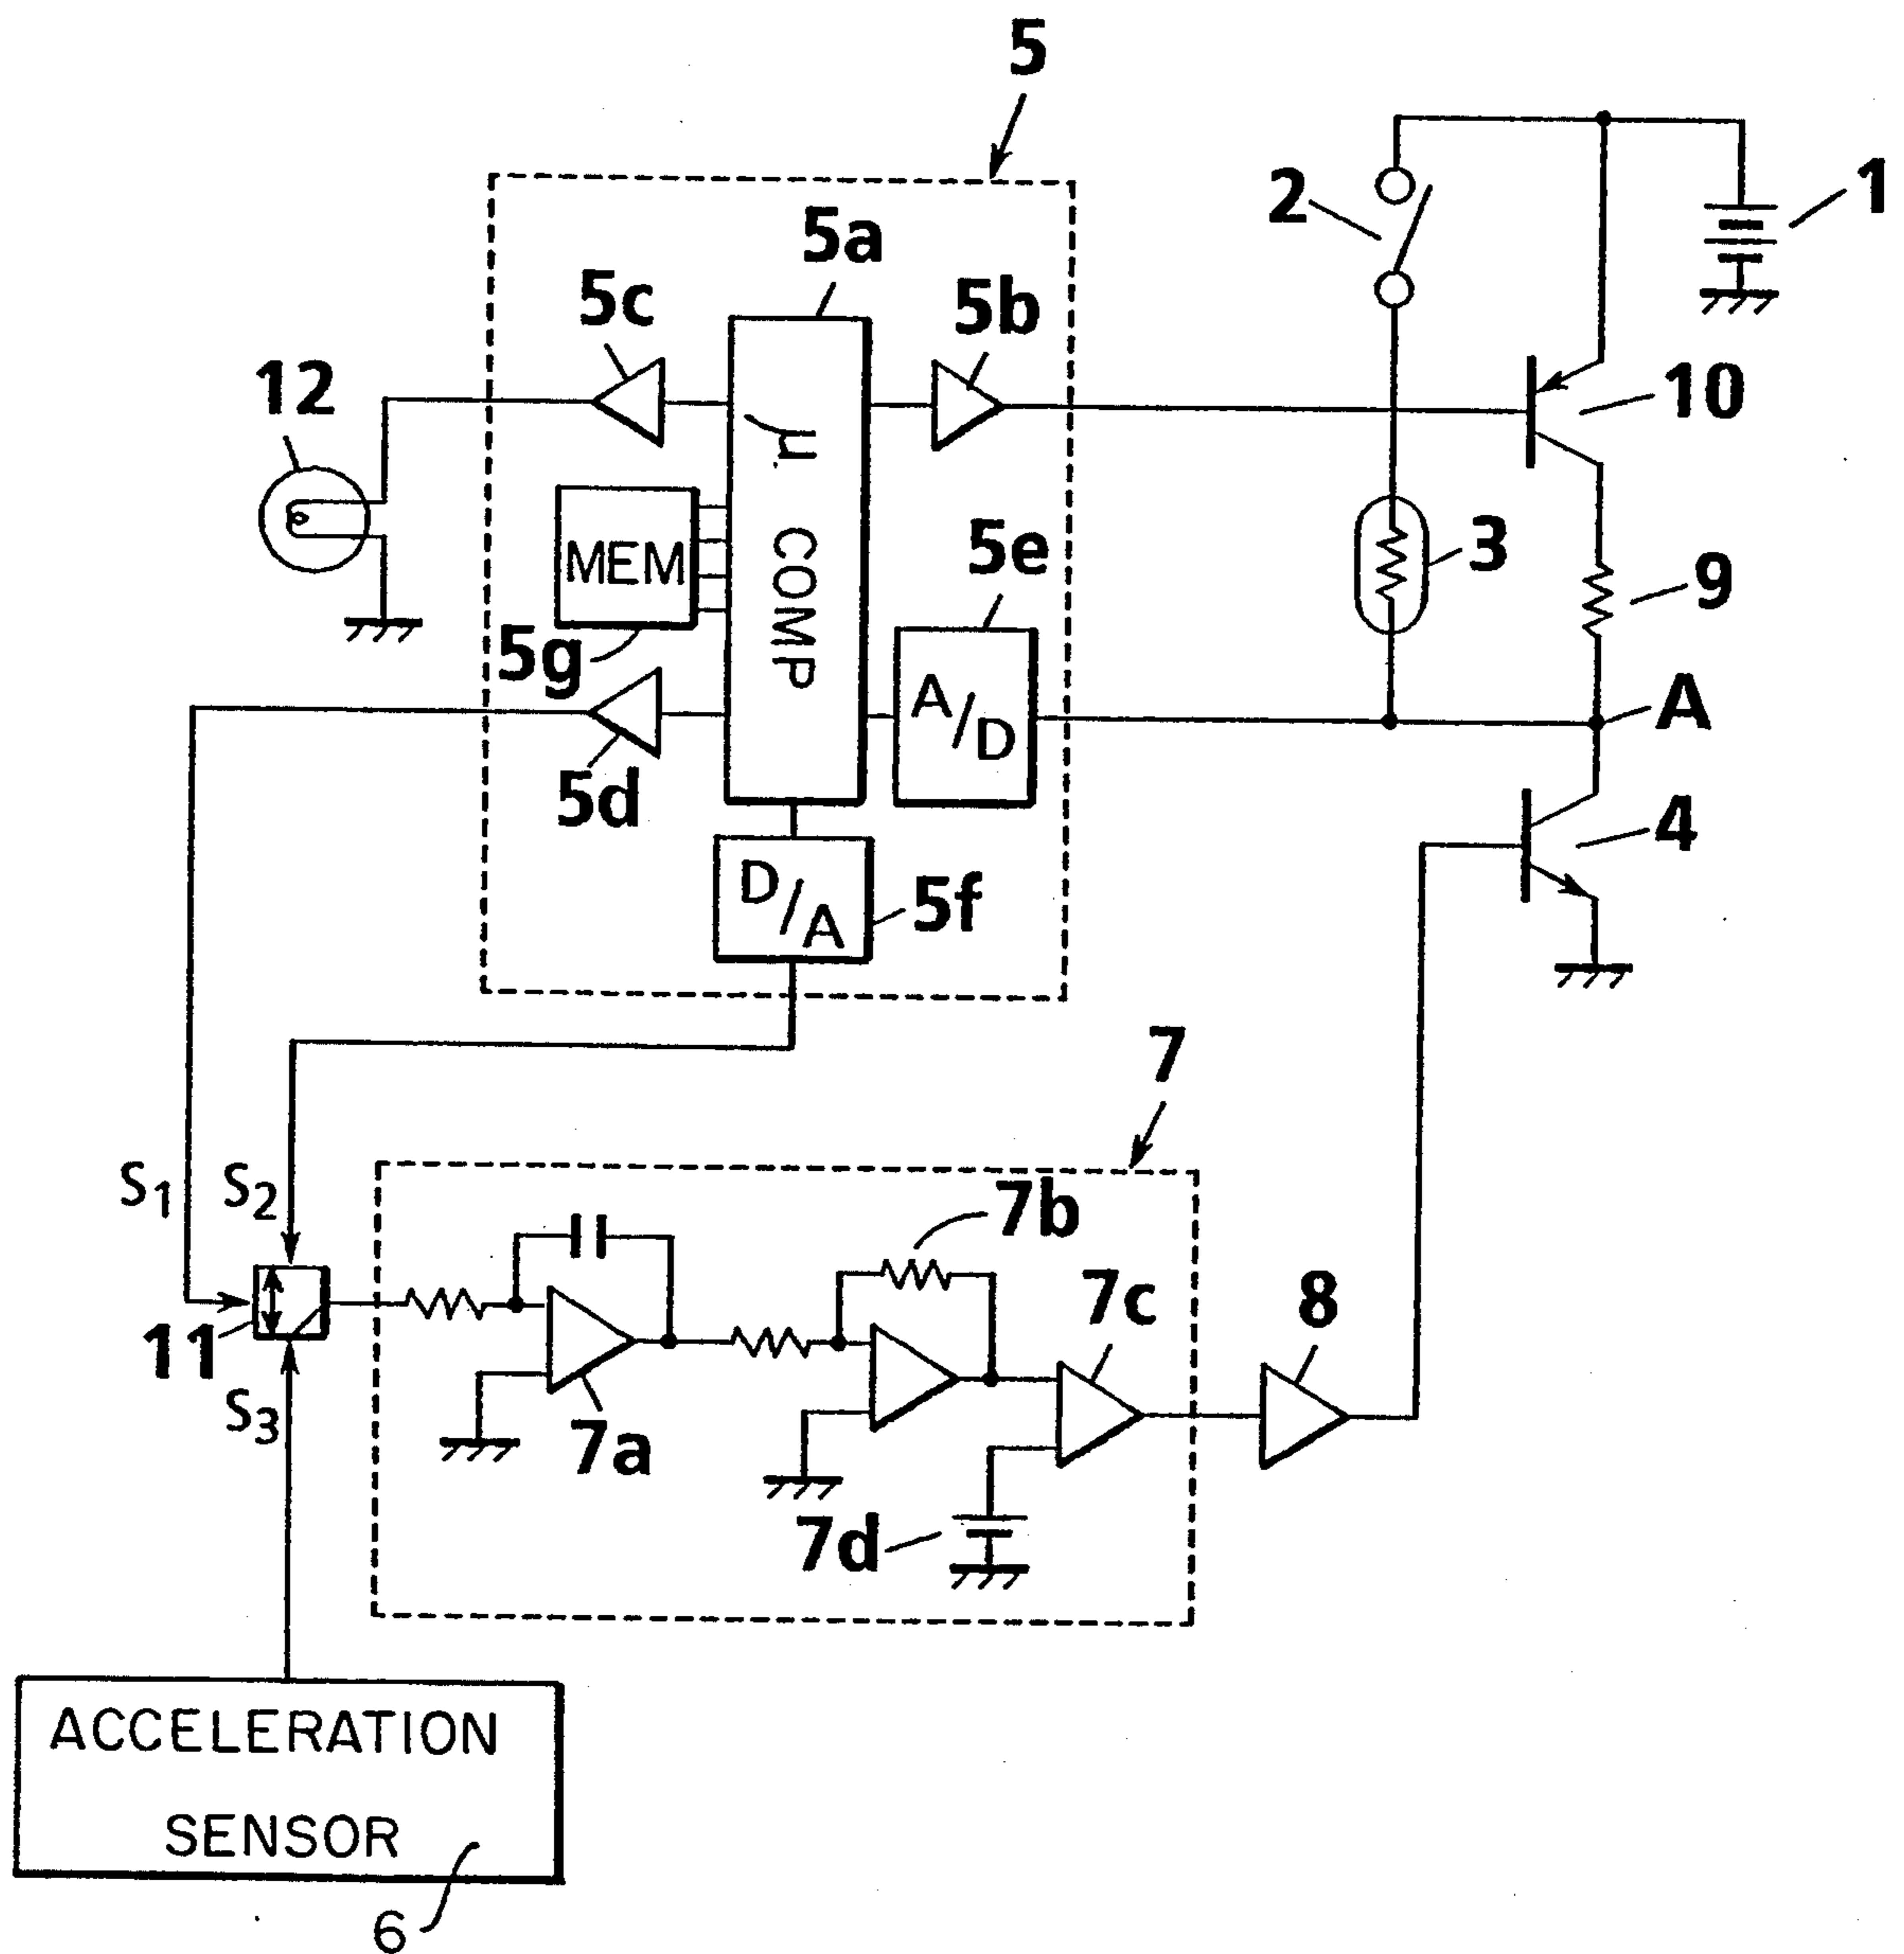 5
1
2
5a
5c
5b
12
10
μ COMP
MEM
5e
3
9
5g
A/D
A
5d
4
D/A
5f
7
S1
S2
7b
7c
8
11
S3
7a
7d
ACCELERATION
SENSOR
6